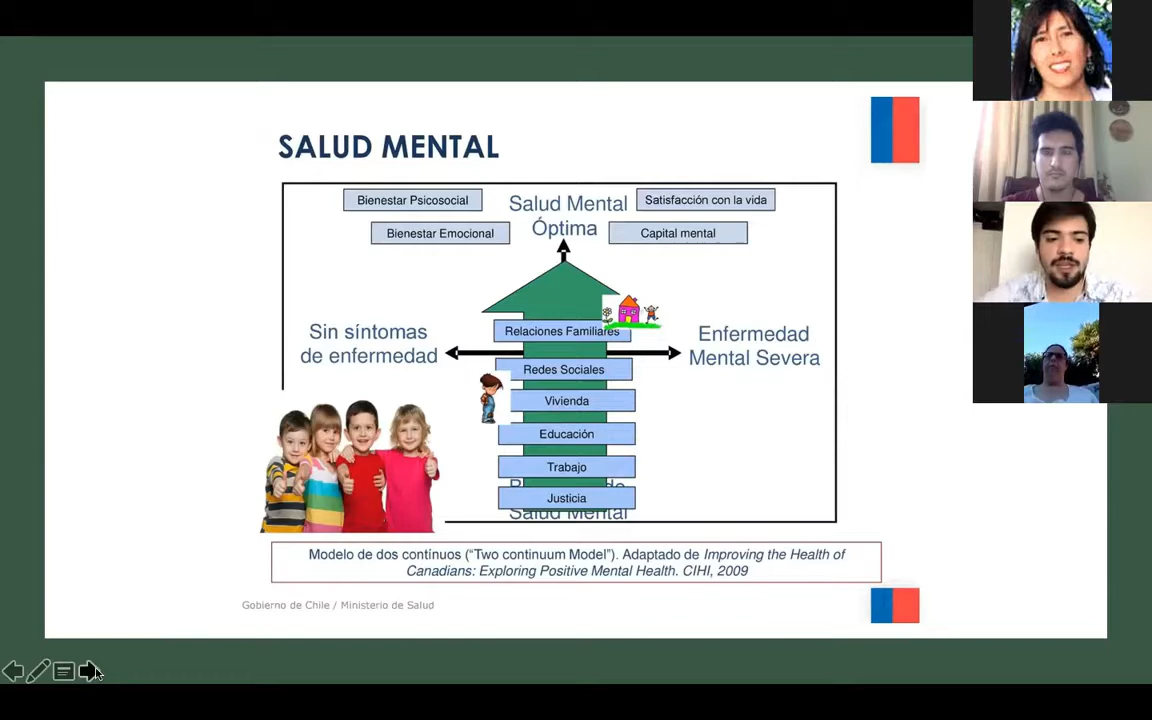 SALUD MENTAL
Bienestar Psicosocial
Salud Mental
Óptima
Satisfacción con la vida
Bienestar Emocional
Capital mental
Relaciones Familiares
Sin síntomas
de enfermedad
Enfermedad
Mental Severa
Redes Sociales
Vivienda
Educación
Trabajo
Justicia
Salud Mental
Modelo de dos contínuos (“Two continuum Model”). Adaptado de Improving the Health of
Canadians: Exploring Positive Mental Health. CIHI, 2009
Gobierno de Chile / Ministerio de Salud